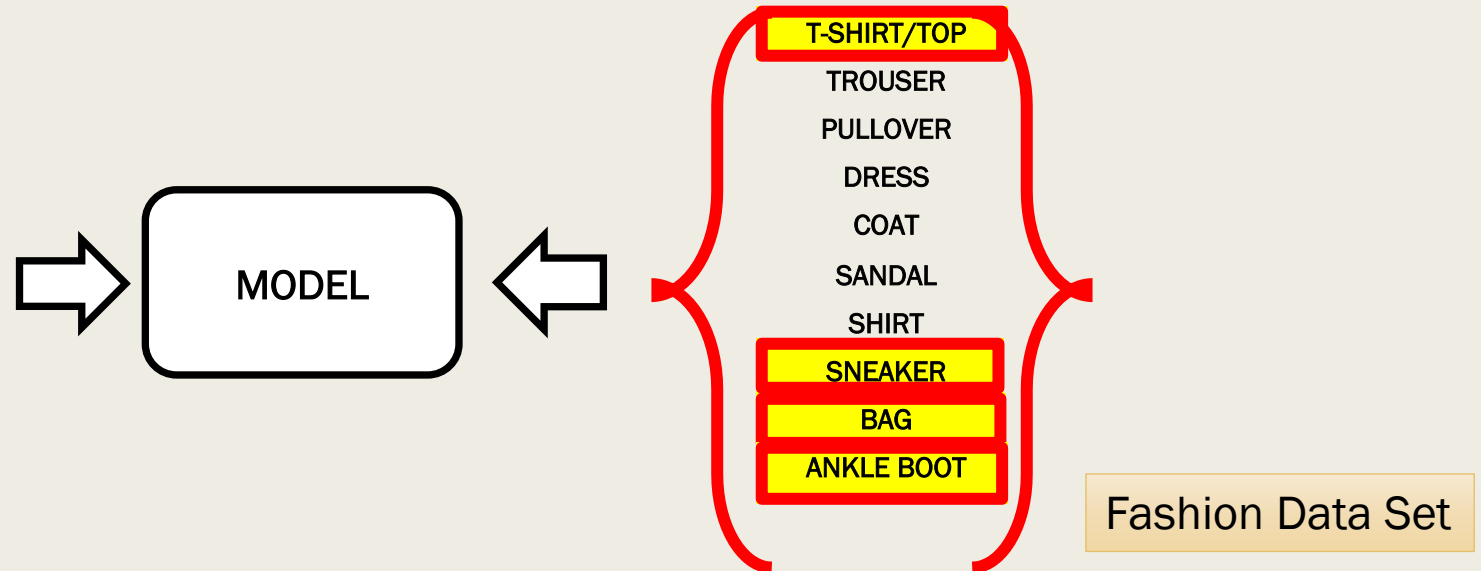 MODEL
T-SHIRT/TOP
TROUSER
PULLOVER
DRESS
COAT
SANDAL
SHIRT
SNEAKER
BAG
ANKLE BOOT
Fashion Data Set